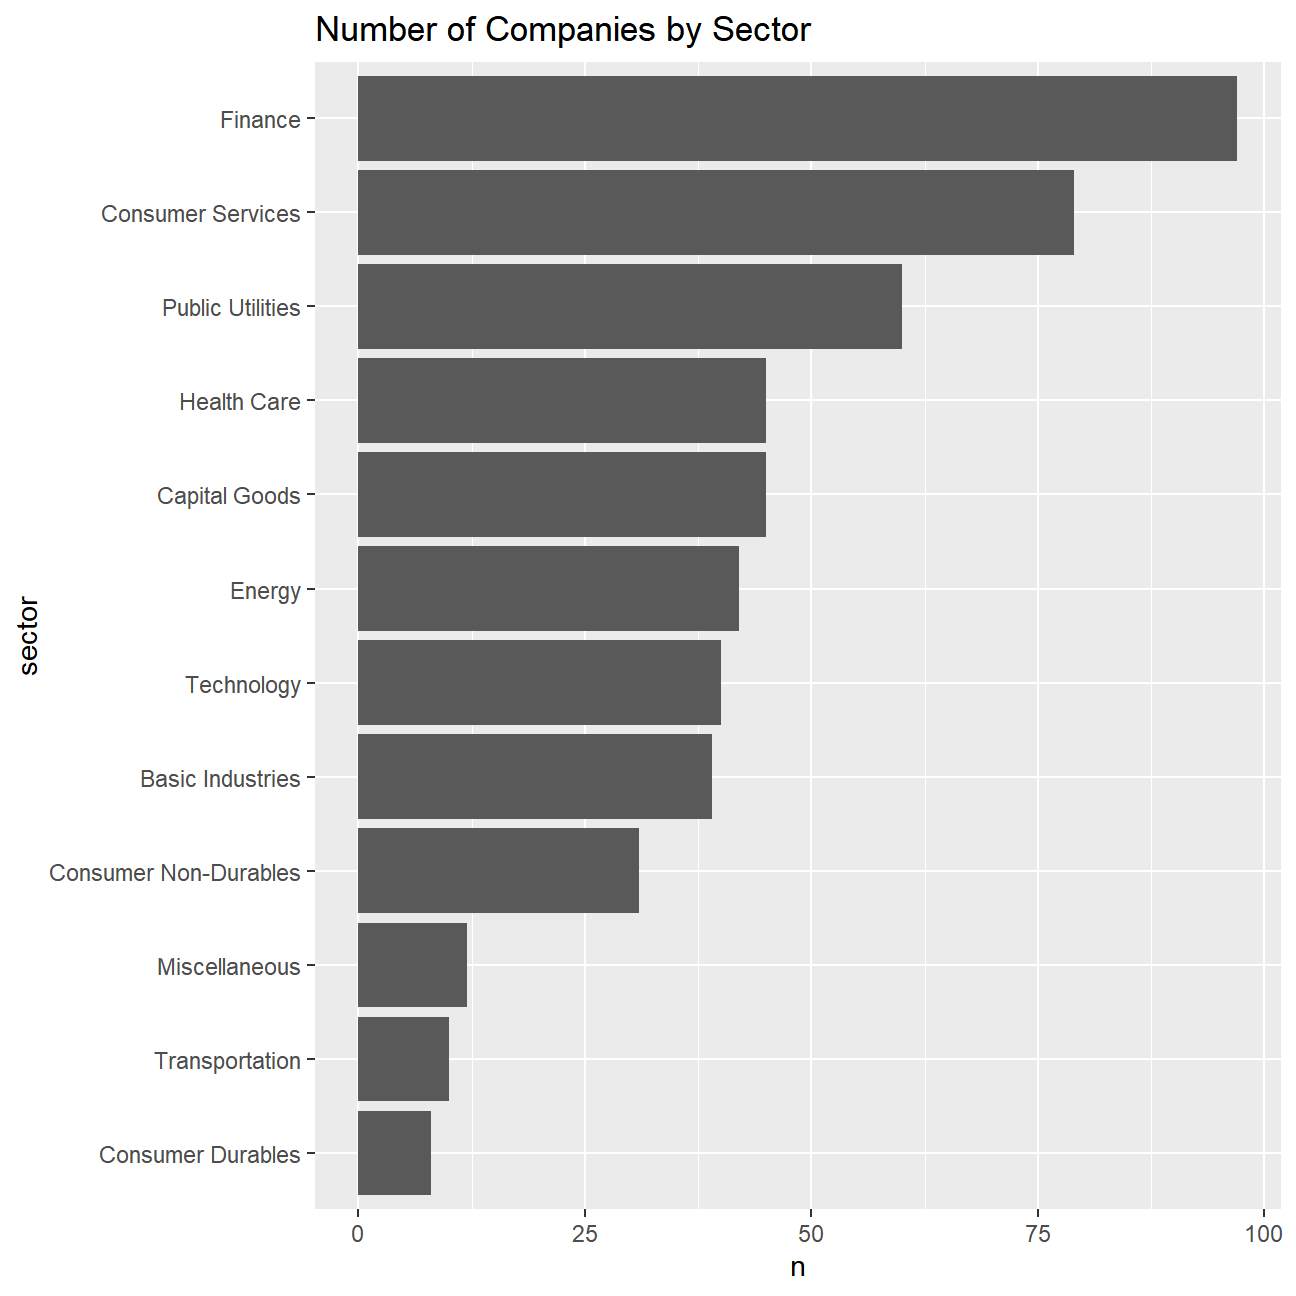 Number of Companies by Sector
Finance
Consumer Services
Public Utilities
Health Care
Capital Goods
Energy
Technology
Basic Industries
Consumer Non-Durables
Miscellaneous
Transportation
Consumer Durables
sector
0 25 50 75 100
n